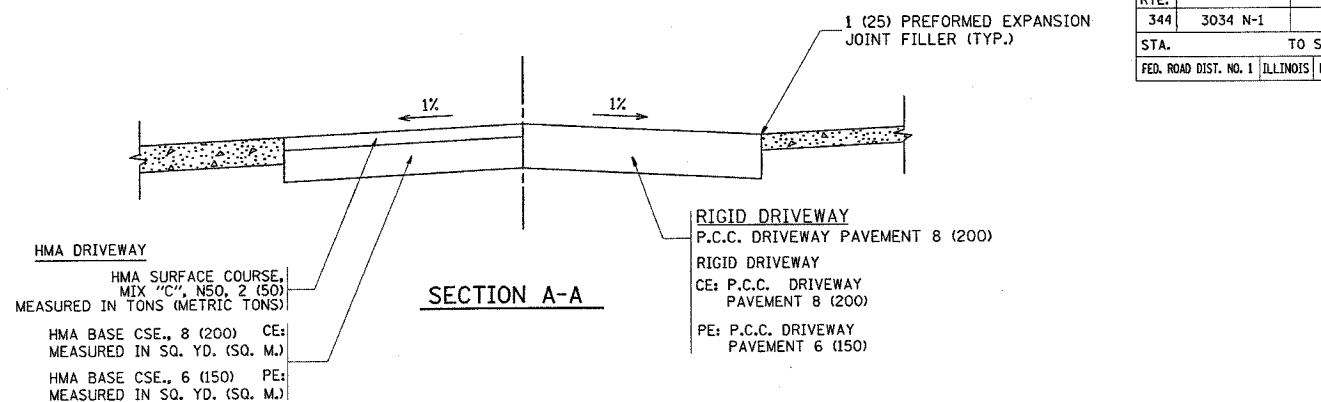 1 (25) PREFORMED EXPANSION
JOINT FILLER (TYP.)
RTE.
344 3034 N-1
STA. TO S
FED. ROAD DIST. NO. 1 ILLINOIS
1% 1%
HMA DRIVEWAY
HMA SURFACE COURSE,
MIX "C", N50, 2 (50)
MEASURED IN TONS (METRIC TONS)
HMA BASE CSE., 8 (200) CE:
MEASURED IN SQ. YD. (SQ. M.)
HMA BASE CSE., 6 (150) PE:
MEASURED IN SQ. YD. (SQ. M.)
SECTION A-A
RIGID DRIVEWAY
P.C.C. DRIVEWAY PAVEMENT 8 (200)
RIGID DRIVEWAY
CE: P.C.C. DRIVEWAY
PAVEMENT 8 (200)
PE: P.C.C. DRIVEWAY
PAVEMENT 6 (150)